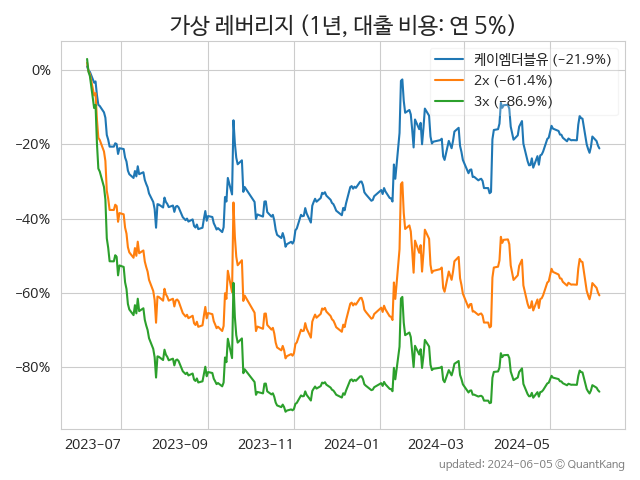 가상 레버리지 (1년, 대출 비용: 연 5%)
케이엠더블유 (−21.9%)
2x (−61.4%)
3x (−86.9%)
0%
−20%
−40%
−60%
−80%
2023-07 2023-09 2023-11 2024-01 2024-03 2024-05
updated: 2024-06-05 © QuantKang